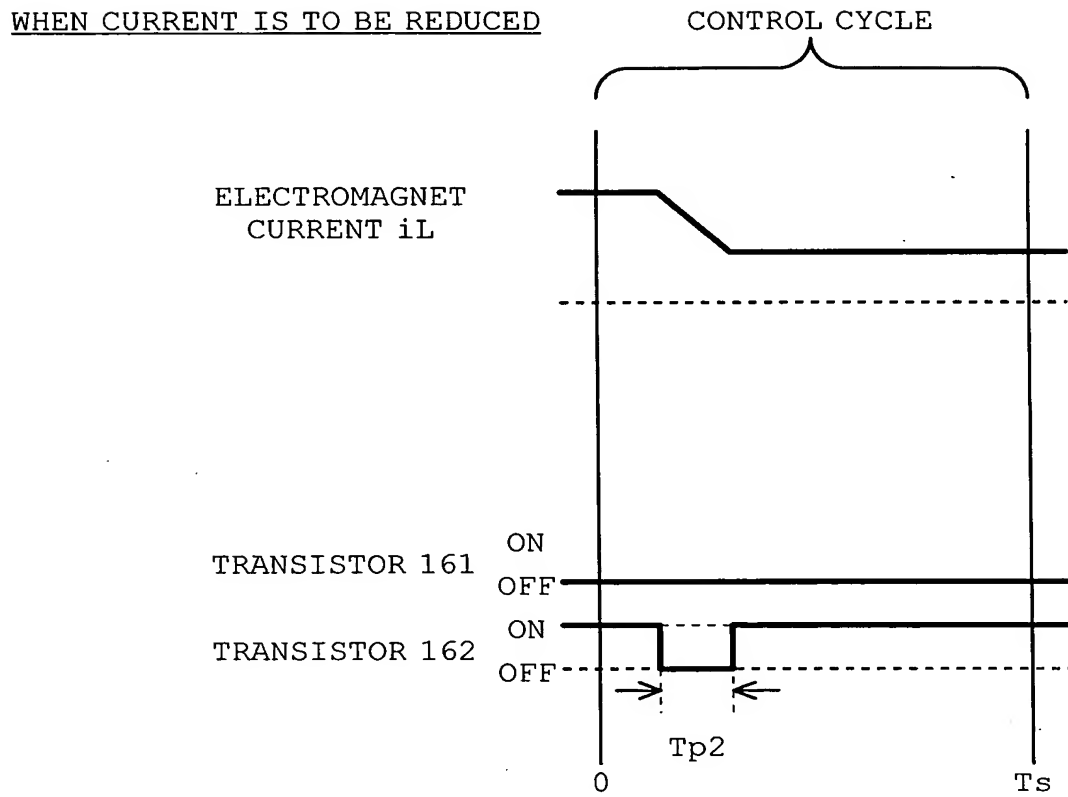 WHEN CURRENT IS TO BE REDUCED
CONTROL CYCLE
ELECTROMAGNET
CURRENT iL
TRANSISTOR 161
ON
OFF
TRANSISTOR 162
ON
OFF
Tp2
0
Ts